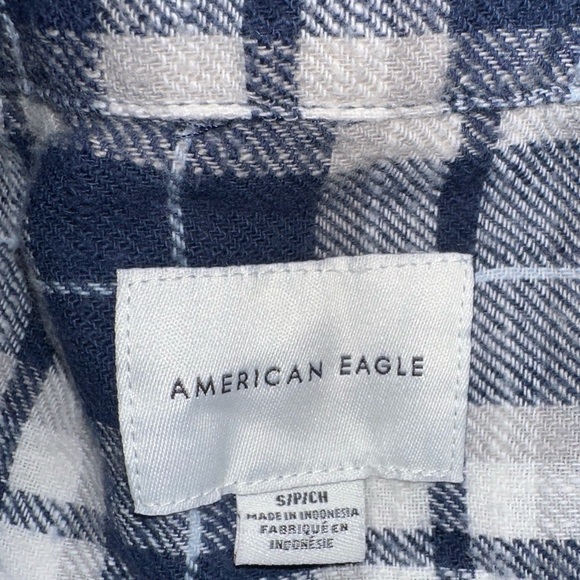 AMERICAN EAGLE
S/P/CH
MADE IN INDONESIA
FABRIQUÉ EN
INDONÉSIE